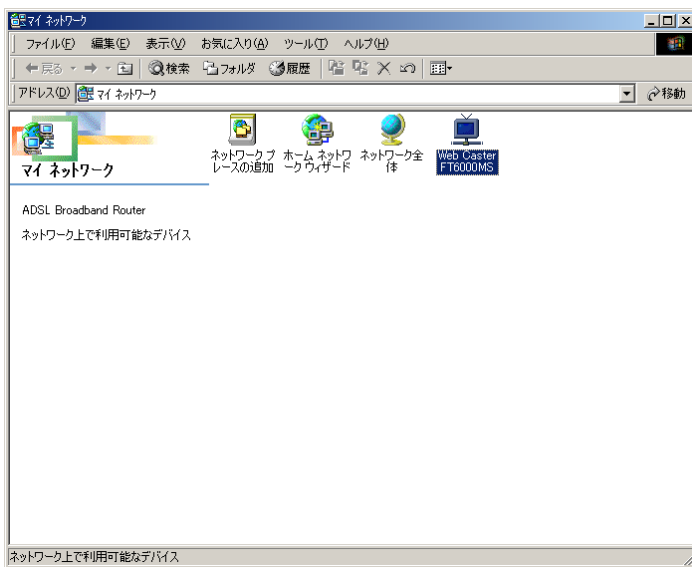 マイ ネットワーク
ファイル(F) 編集(E) 表示(V) お気に入り(A) ツール(T) ヘルプ(H)
戻る 検索 フォルダ 履歴
アドレス(D) マイ ネットワーク 移動
マイ ネットワーク
ADSL Broadband Router
ネットワーク上で利用可能なデバイス
ネットワーク プ
レースの追加
ホーム ネットワ
ーク ウィザード
ネットワーク全
体
Web Caster
FT6000MS
ネットワーク上で利用可能なデバイス